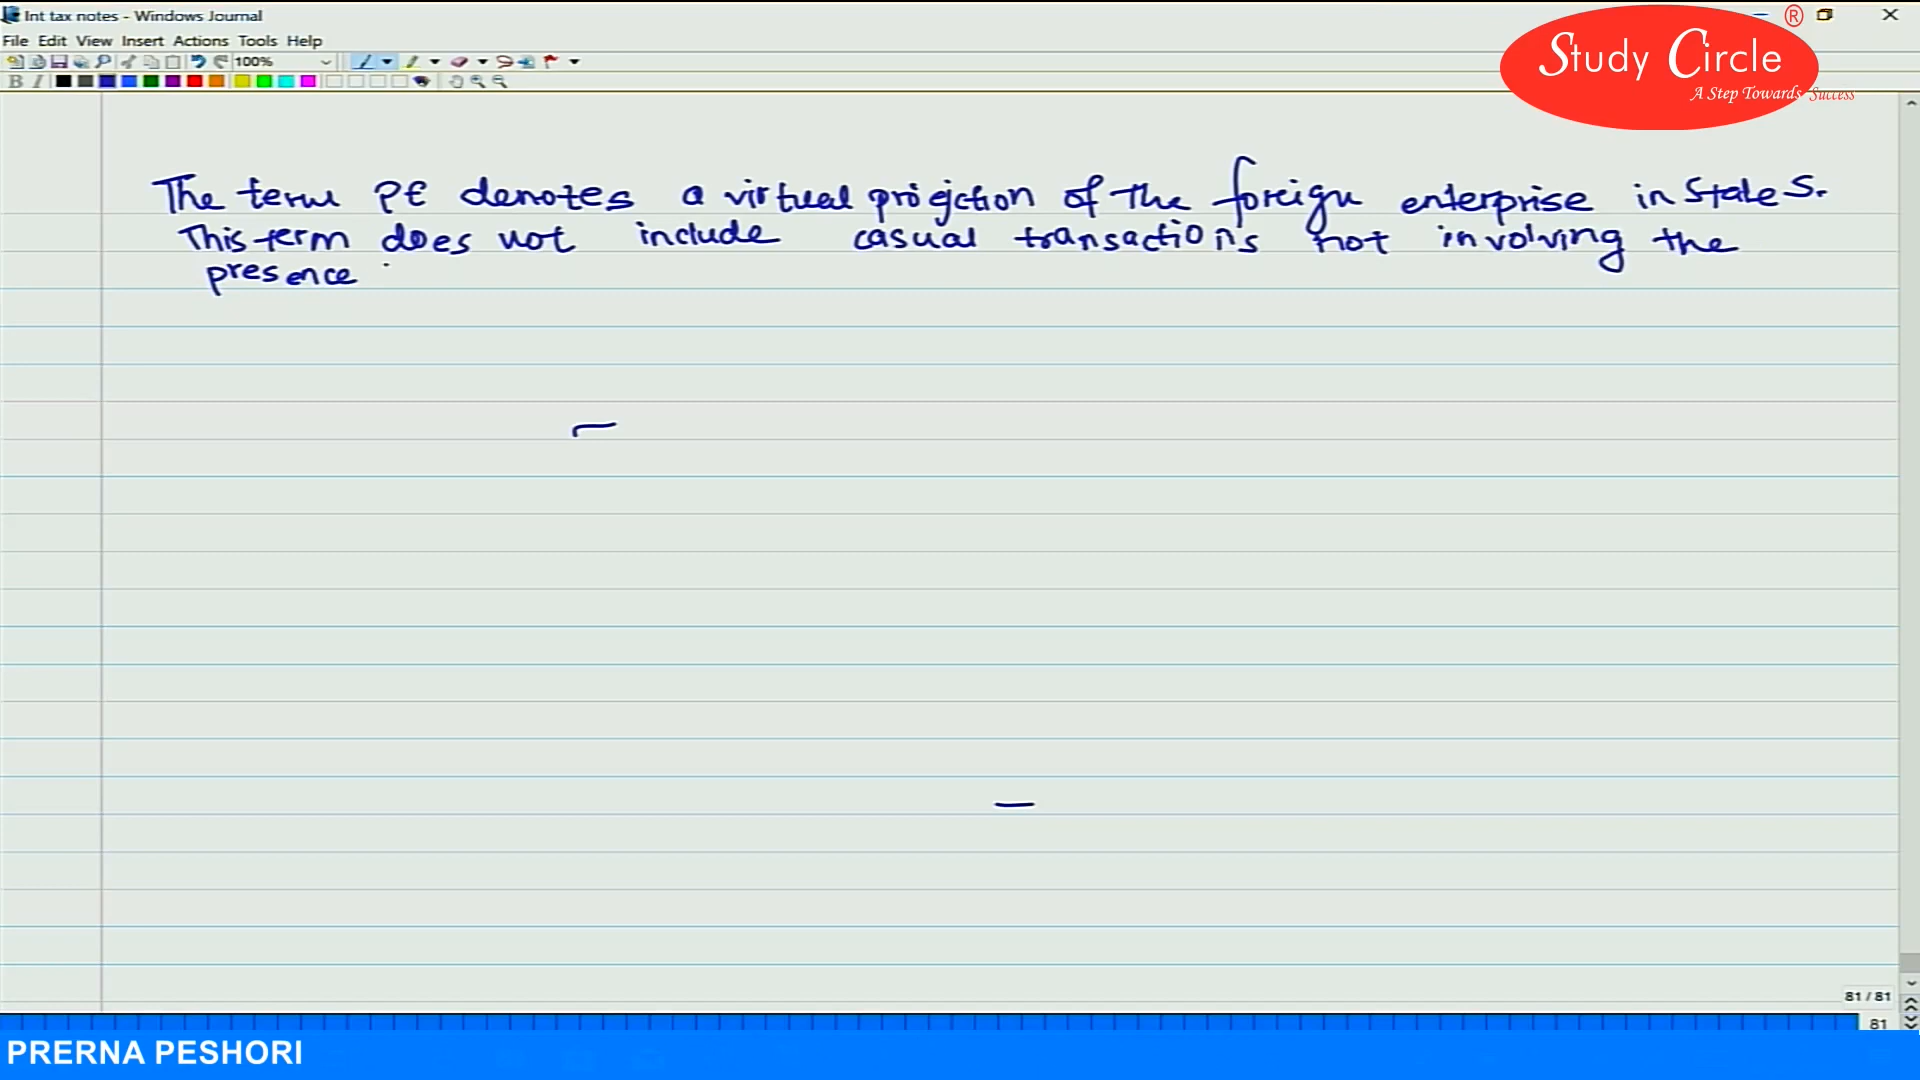 Int tax notes - Windows Journal
File Edit View Insert Actions Tools Help
100%
B I
Study Circle
®
A Step Towards Success
The term PE denotes a virtual projction of the foreign enterprise in State S.
This term does not include casual transactions not involving the
presence
81 / 81
81
PRERNA PESHORI